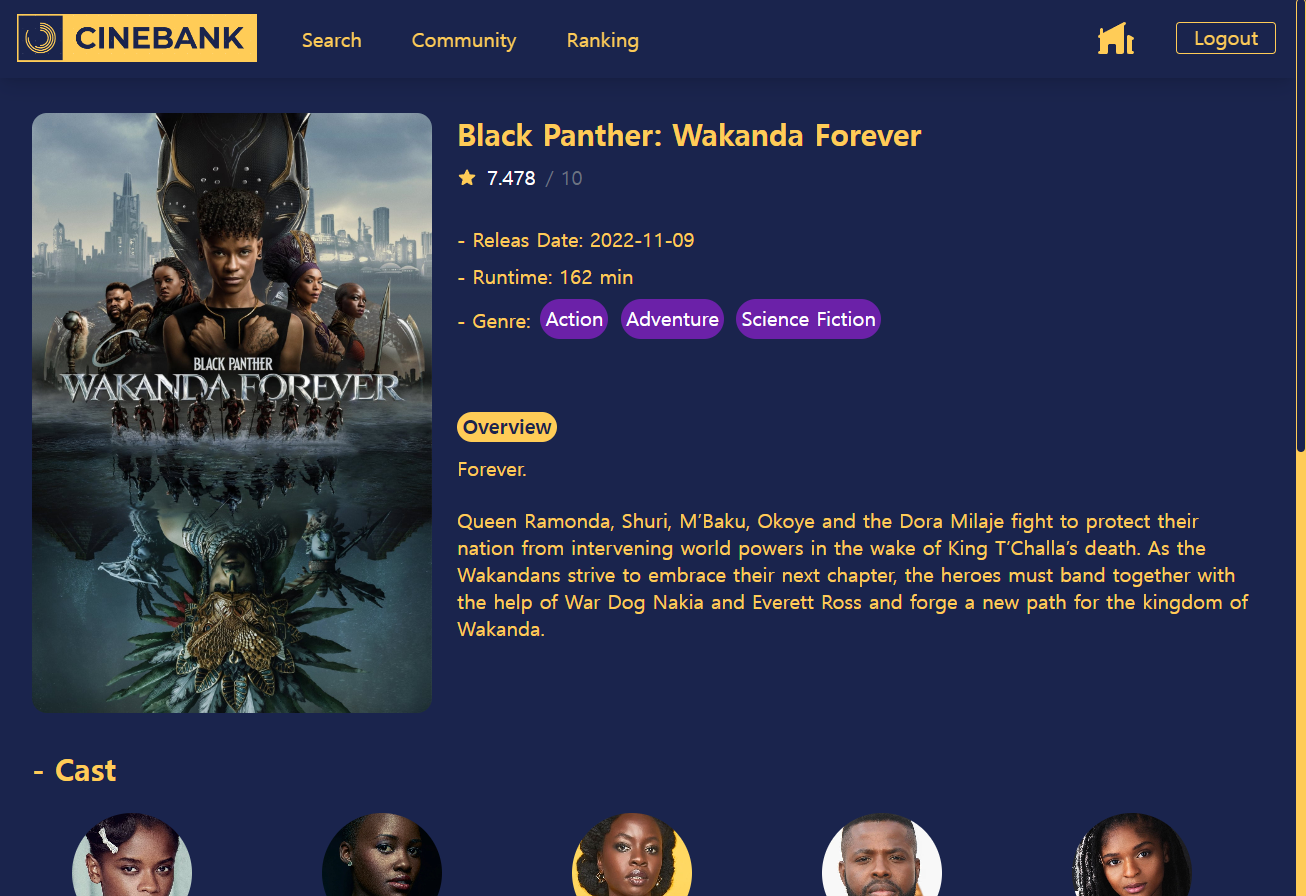 CINEBANK
Search
Community
Ranking
Logout
BLACK PANTHER
WAKANDA FOREVER
Black Panther: Wakanda Forever
7.478 / 10
- Releas Date: 2022-11-09
- Runtime: 162 min
- Genre: Action Adventure Science Fiction
Overview
Forever.
Queen Ramonda, Shuri, M’Baku, Okoye and the Dora Milaje fight to protect their
nation from intervening world powers in the wake of King T’Challa’s death. As the
Wakandans strive to embrace their next chapter, the heroes must band together with
the help of War Dog Nakia and Everett Ross and forge a new path for the kingdom of
Wakanda.
- Cast